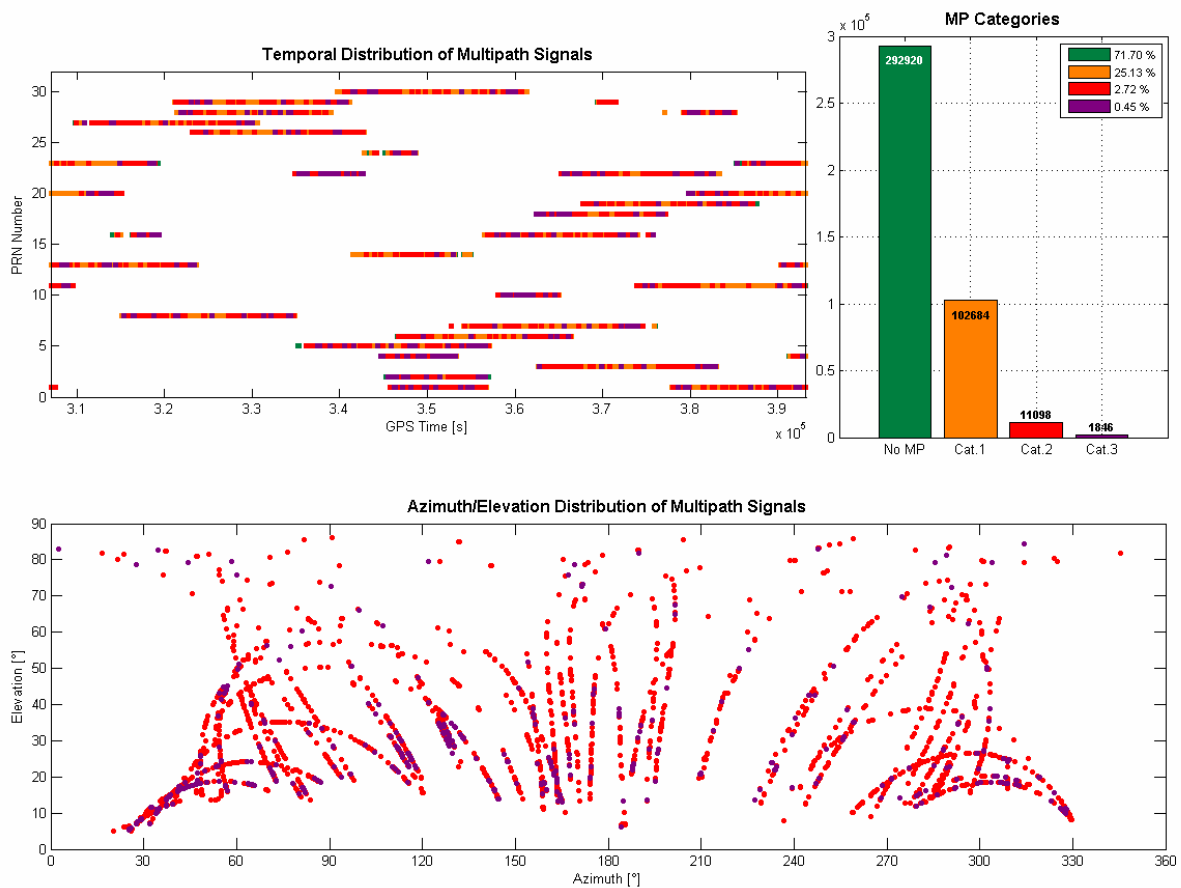 Temporal Distribution of Multipath Signals
PRN Number
30
25
20
15
10
5
0
3.1 3.2 3.3 3.4 3.5 3.6 3.7 3.8 3.9
GPS Time [s]
x 10^5
MP Categories
x 10^5
3
2.5
2
1.5
1
0.5
0
292920
102684
11098
1846
71.70 %
25.13 %
2.72 %
0.45 %
No MP Cat.1 Cat.2 Cat.3
Azimuth/Elevation Distribution of Multipath Signals
Elevation [°]
90
80
70
60
50
40
30
20
10
0
0 30 60 90 120 150 180 210 240 270 300 330 360
Azimuth [°]